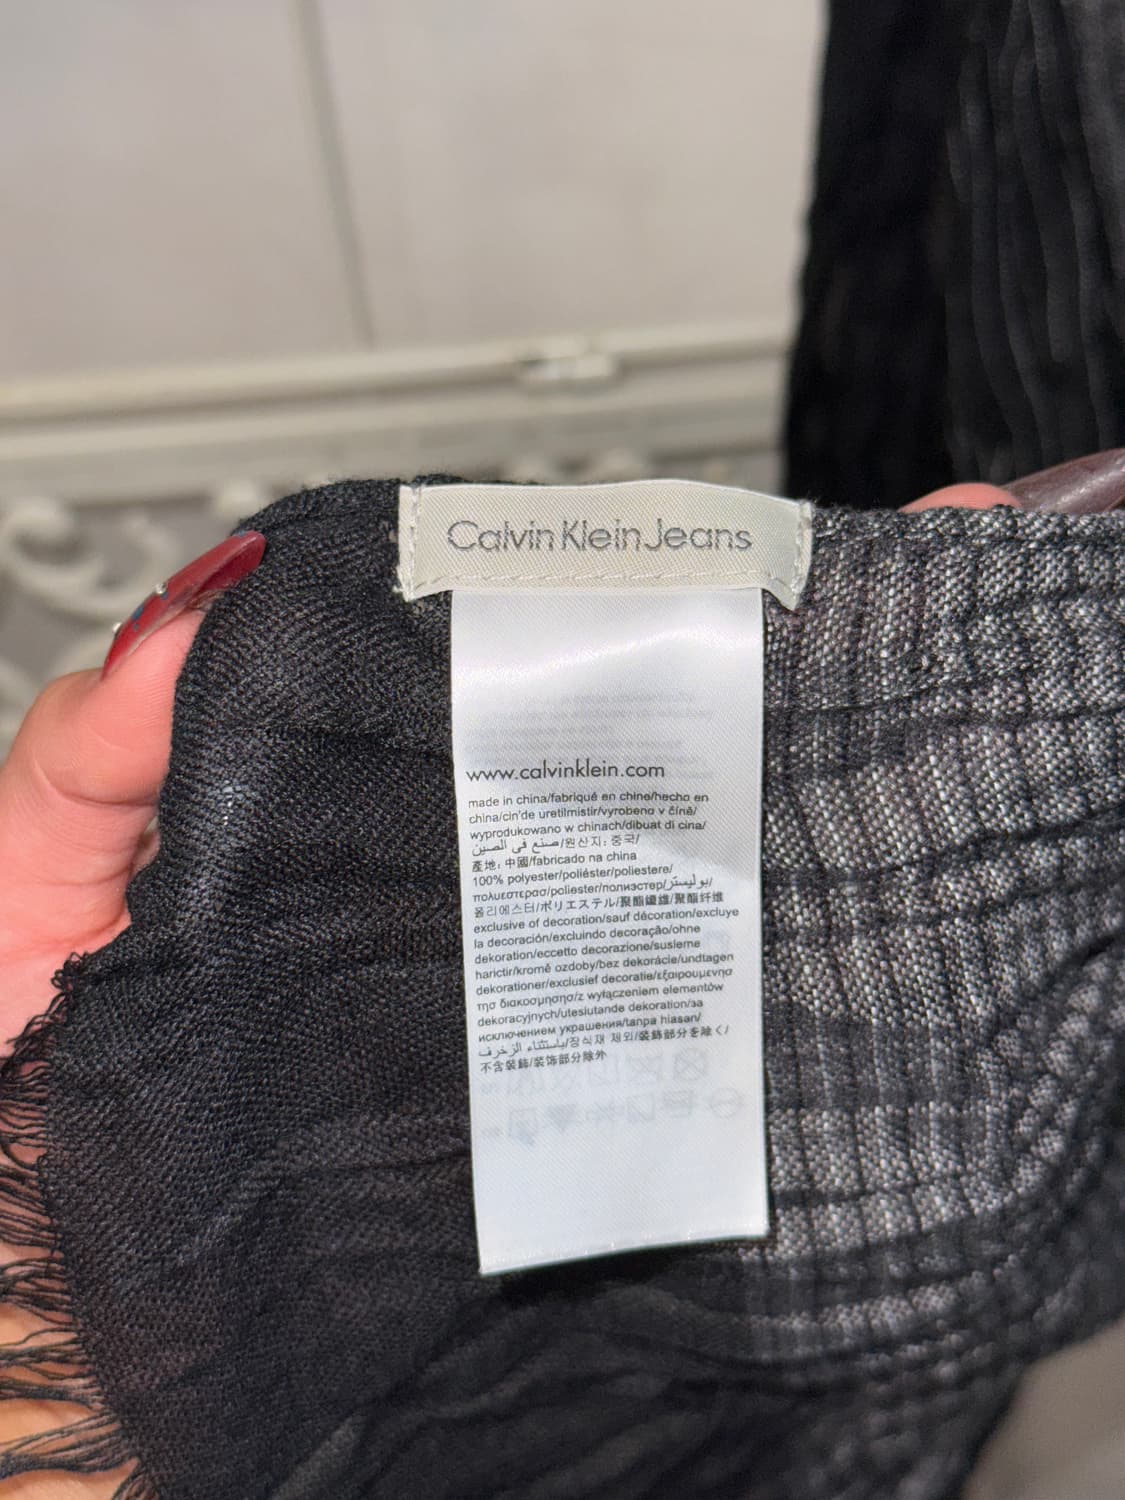 Calvin Klein Jeans
www.calvinklein.com
made in china/fabriqué en chine/hecho en
china/cin'de uretilmistir/vyrobeno v číně/
wyprodukowano w chinach/dibuat di cina/
صنع في الصين/원산지: 중국/
產地: 中國/fabricado na china
100% polyester/poliéster/poliestere/
πολυεστερασ/poliester/полиэстер/بوليستر/
폴리에스터/ポリエステル/聚酯纖維/聚酯纤维
exclusive of decoration/sauf décoration/excluye
la decoración/excluindo decoração/ohne
dekoration/eccetto decorazione/susleme
harictir/kromě ozdoby/bez dekorácie/undtagen
dekorationer/exclusief decoratie/εξαιρουμενησ
τησ διακοσμησησ/z wyłączeniem elementów
dekoracyjnych/uteslutande dekoration/за
исключением украшения/tanpa hiasan/
باستثناء الزخرف/장식재 제외/装飾部分を除く/
不含裝飾/装饰部分除外